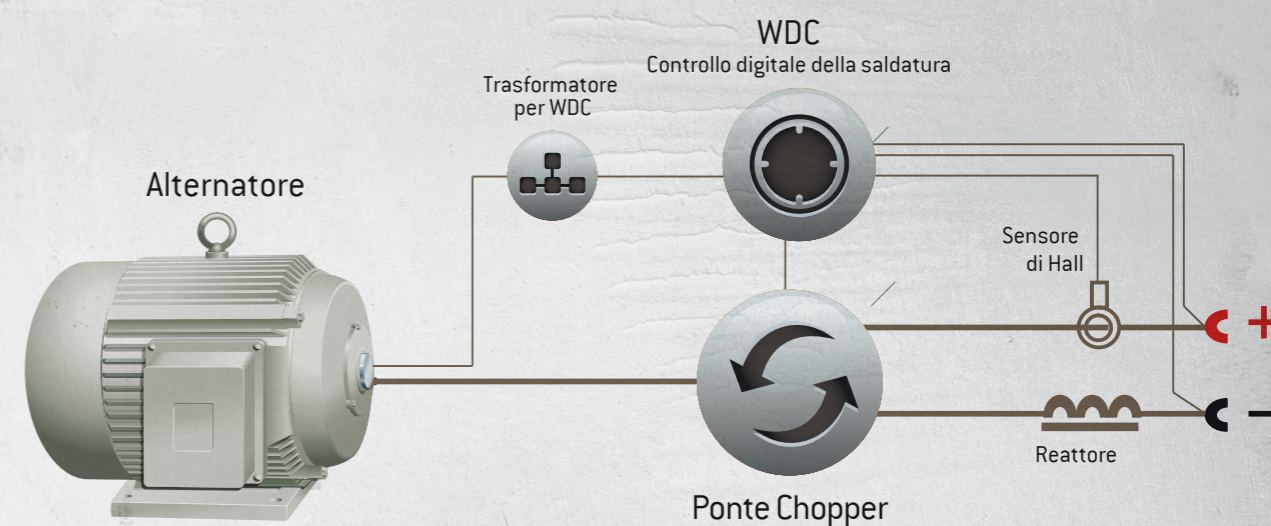 WDC
Controllo digitale della saldatura
Trasformatore
per WDC
Alternatore
Sensore
di Hall
+
Reattore
−
Ponte Chopper